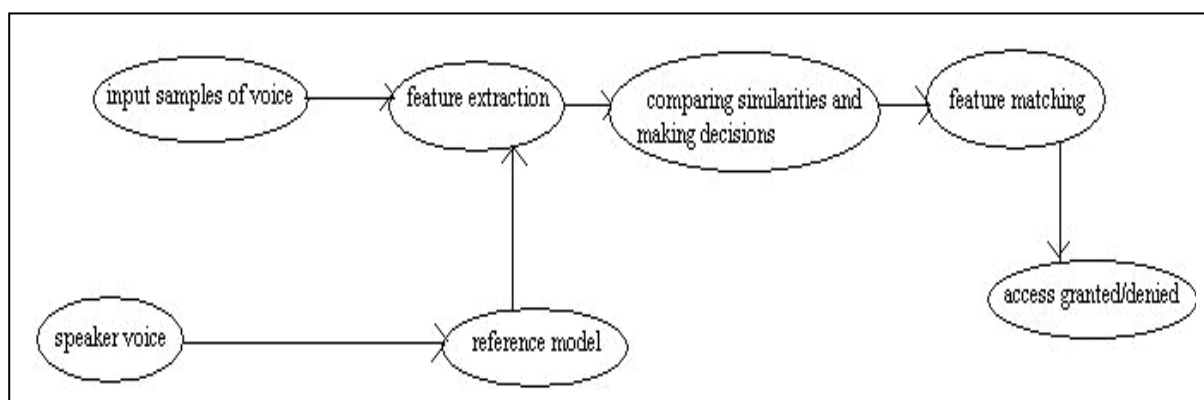 input samples of voice
feature extraction
comparing similarities and
making decisions
feature matching
access granted/denied
speaker voice
reference model